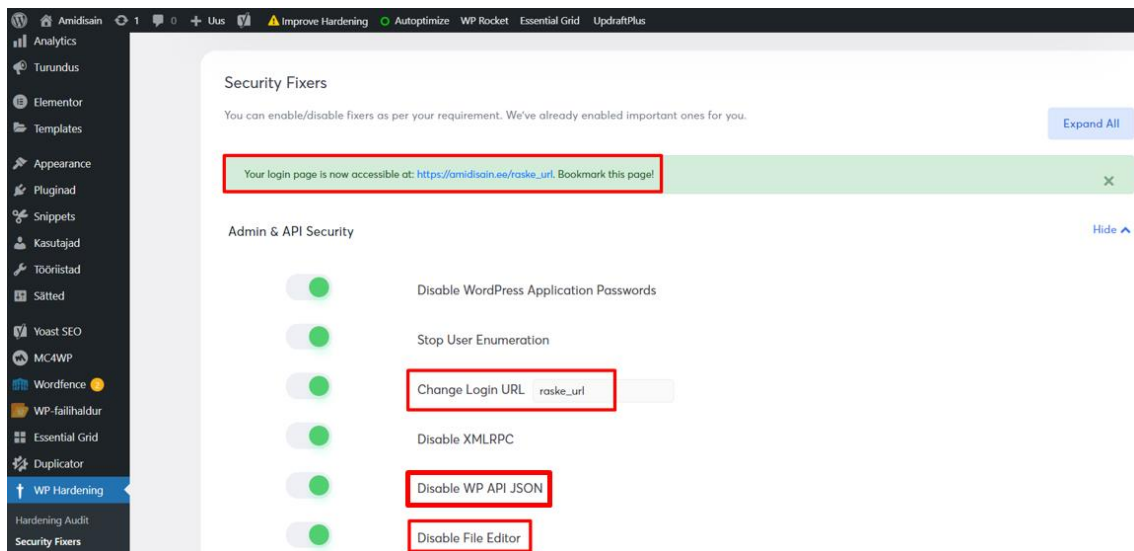 Amidisain 1 0 + Uus Improve Hardening Autoptimize WP Rocket Essential Grid UpdraftPlus
Analytics
Turundus
Elementor
Templates
Appearance
Pluginad
Snippets
Kasutajad
Tööriistad
Sätted
Yoast SEO
MC4WP
Wordfence 2
WP-failihaldur
Essential Grid
Duplicator
WP Hardening
Hardening Audit
Security Fixers
Security Fixers
You can enable/disable fixers as per your requirement. We've already enabled important ones for you.
Expand All
Your login page is now accessible at: https://amidisain.ee/raske_url. Bookmark this page!
Admin & API Security
Hide
Disable WordPress Application Passwords
Stop User Enumeration
Change Login URL raske_url
Disable XMLRPC
Disable WP API JSON
Disable File Editor